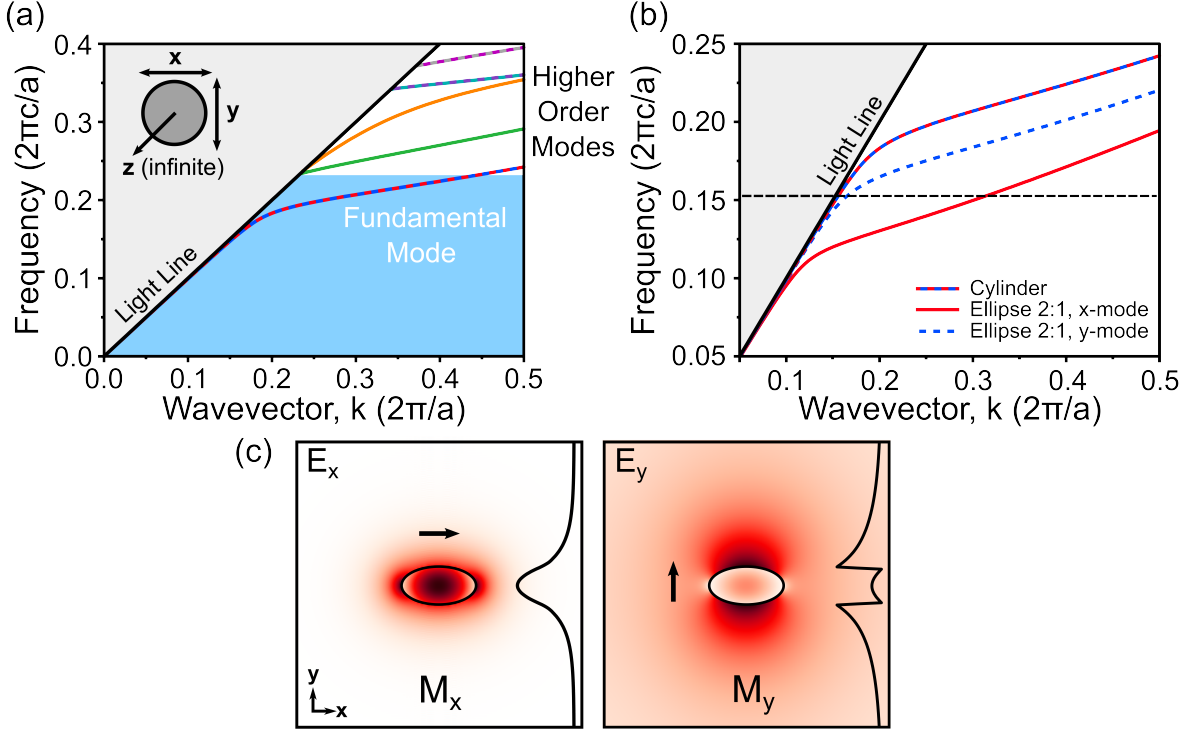 (a)
Frequency (2πc/a)
0.4
0.3
0.2
0.1
0.0
0.0 0.1 0.2 0.3 0.4 0.5
Wavevector, k (2π/a)
x
y
z (infinite)
Light Line
Fundamental
Mode
Higher
Order
Modes
(b)
Frequency (2πc/a)
0.25
0.20
0.15
0.10
0.05
0.1 0.2 0.3 0.4 0.5
Wavevector, k (2π/a)
Light Line
Cylinder
Ellipse 2:1, x-mode
Ellipse 2:1, y-mode
(c)
Ex
y
x
Mx
Ey
My